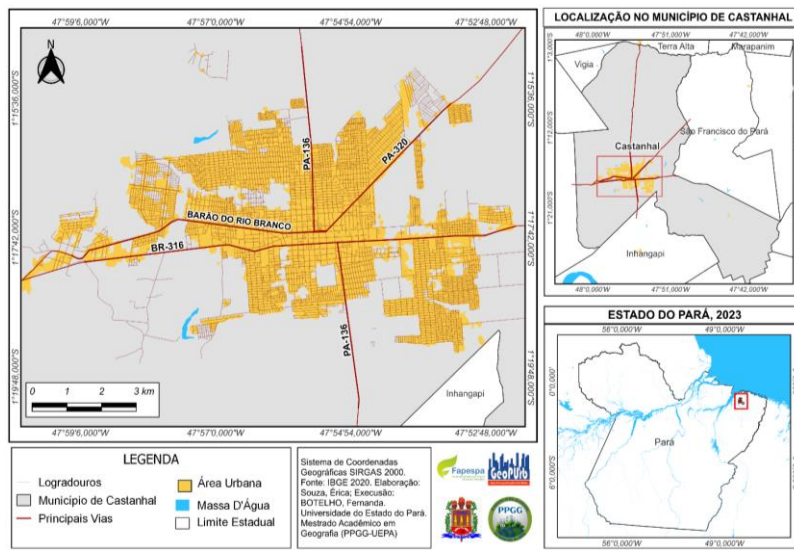 47°59'6,000"W 47°57'0,000"W 47°54'54,000"W 47°52'48,000"W
N
1°15'36,000"S
1°15'36,000"S
PA-136
PA-320
BARÃO DO RIO BRANCO
BR-316
1°17'42,000"S
1°17'42,000"S
PA-136
1°19'48,000"S
1°19'48,000"S
Inhangapi
0 1 2 3 km
47°59'6,000"W 47°57'0,000"W 47°54'54,000"W 47°52'48,000"W
LOCALIZAÇÃO NO MUNICÍPIO DE CASTANHAL
48°0,000'W 47°51,000'W 47°42,000'W
Terra Alta
Marapanim
Vigia
1°3,000'S
1°12,000'S
São Francisco do Pará
Castanhal
1°21,000'S
Inhangapi
48°0,000'W 47°51,000'W 47°42,000'W
ESTADO DO PARÁ, 2023
56°0,000'W 49°0,000'W
0°0,000'
Pará
6°0,000'S
56°0,000'W 49°0,000'W
LEGENDA
Logradouros
Município de Castanhal
Principais Vias
Área Urbana
Massa D'Água
Limite Estadual
Sistema de Coordenadas
Geográficas SIRGAS 2000.
Fonte: IBGE 2020. Elaboração:
Souza, Érica; Execusão:
BOTELHO, Fernanda.
Universidade do Estado do Pará.
Mestrado Acadêmico em
Geografia (PPGG-UEPA)
Fapespa
GeoPUrb
PPGG